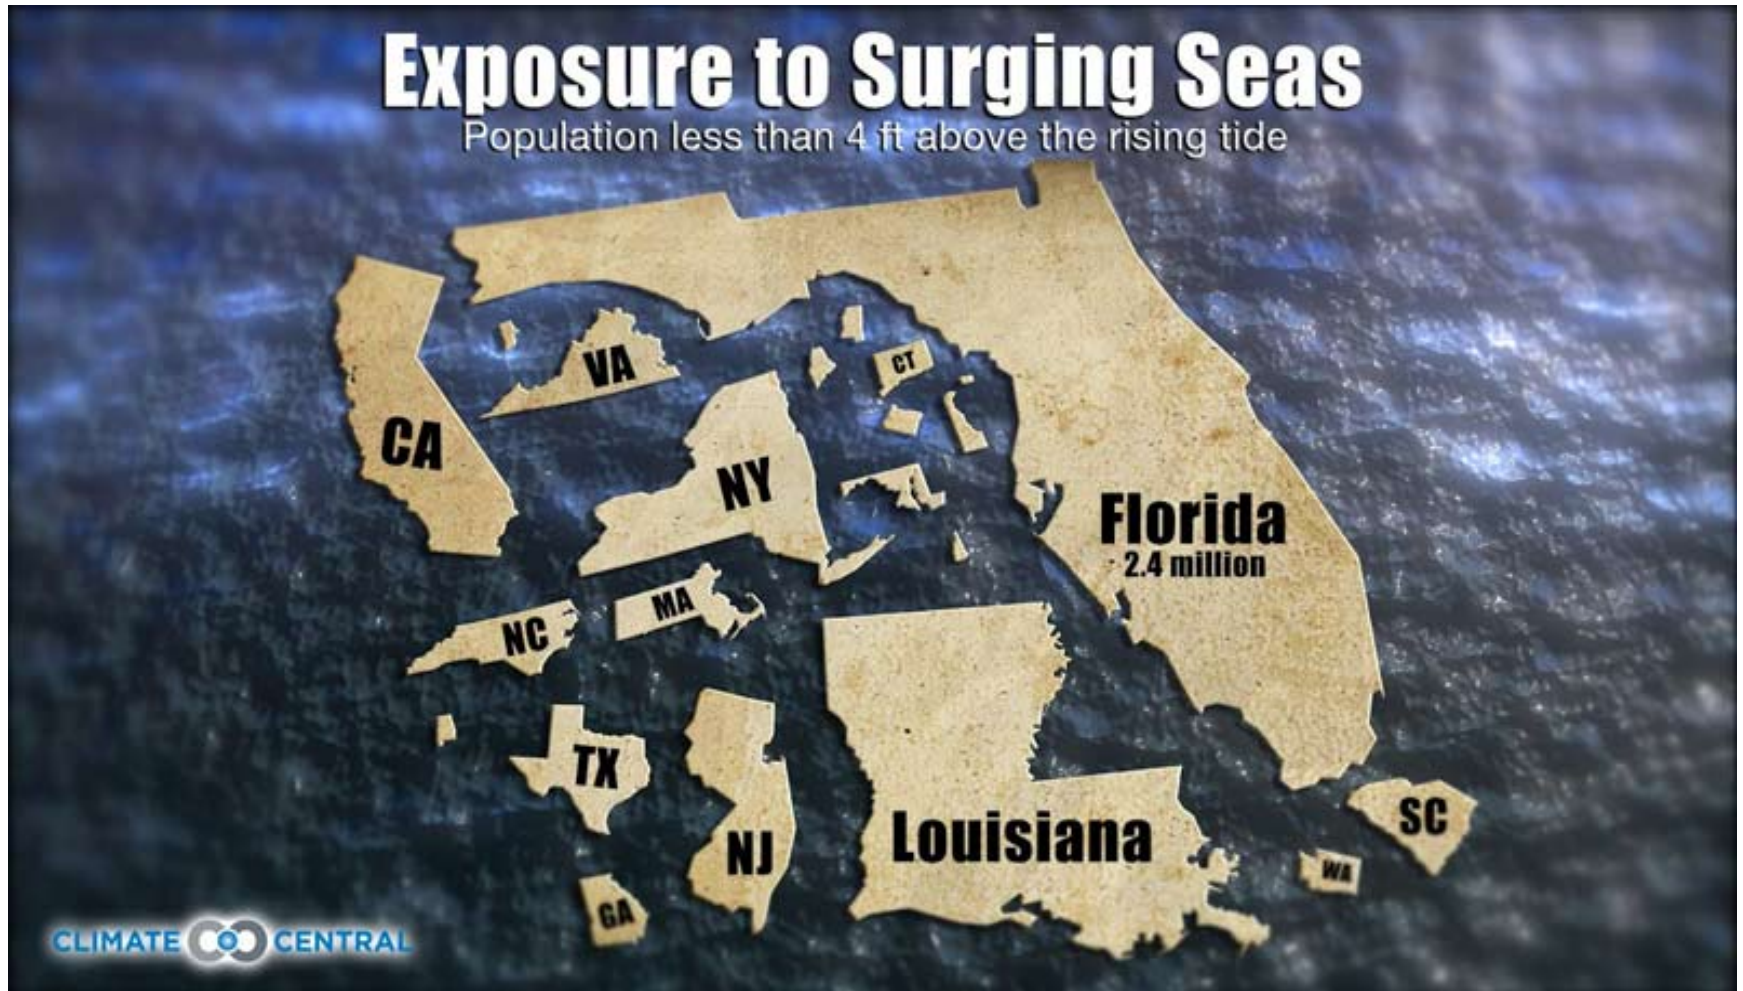 Exposure to Surging Seas
Population less than 4 ft above the rising tide
CA
VA
CT
NY
Florida
2.4 million
NC
MA
TX
NJ
Louisiana
SC
WA
GA
CLIMATE CENTRAL